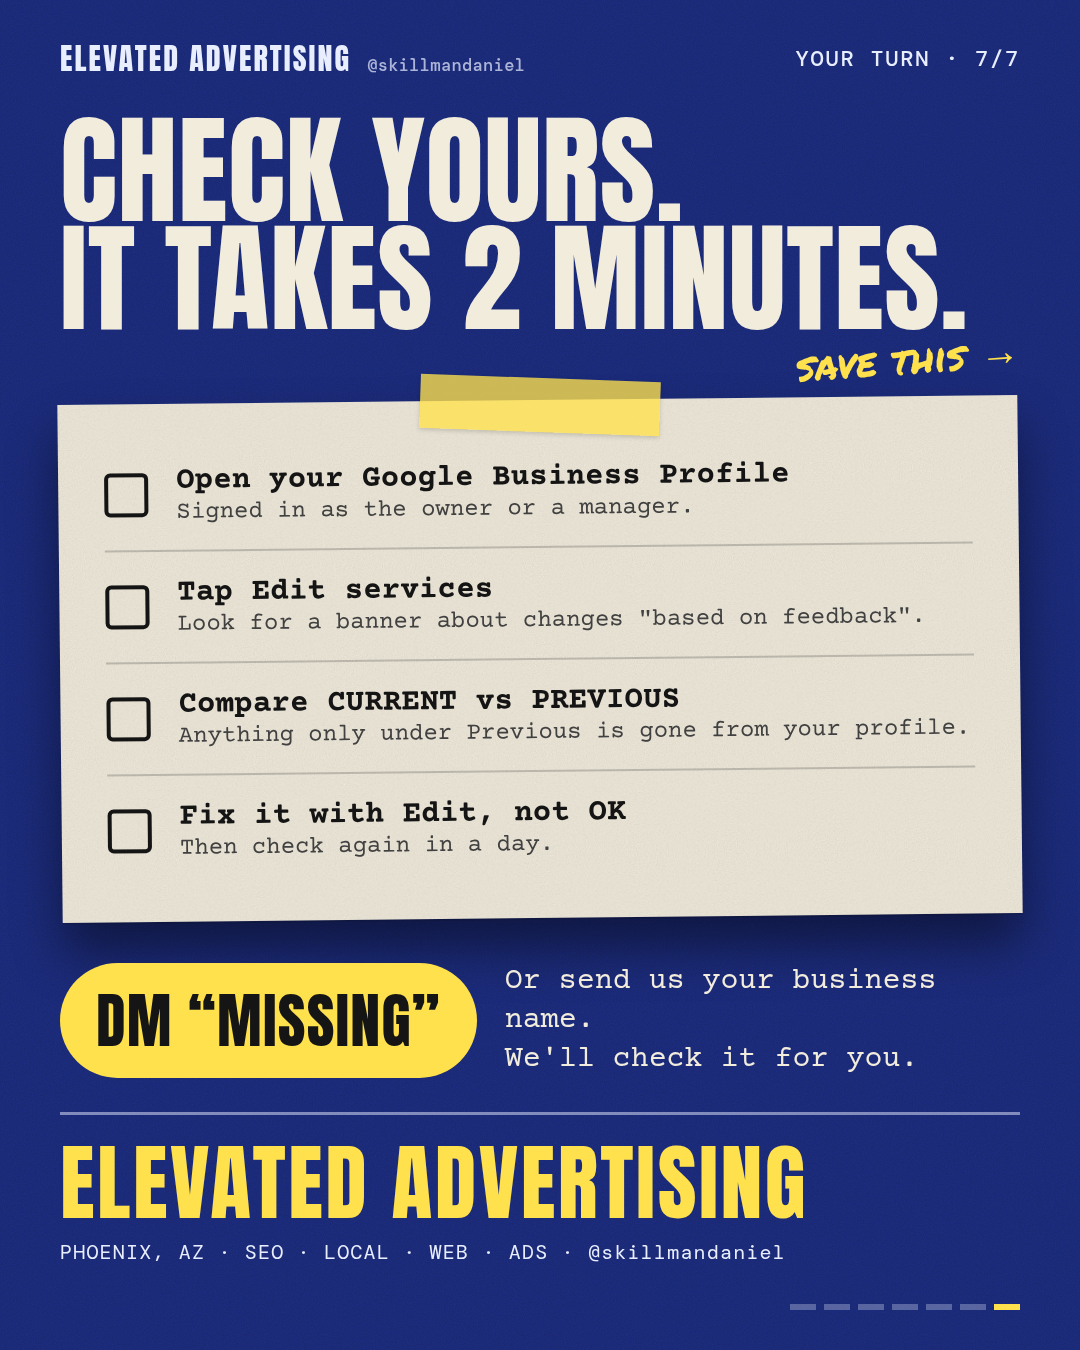 ELEVATED ADVERTISING @skillmandaniel
YOUR TURN · 7/7
CHECK YOURS.
IT TAKES 2 MINUTES.
SAVE THIS →
Open your Google Business Profile
Signed in as the owner or a manager.
Tap Edit services
Look for a banner about changes "based on feedback".
Compare CURRENT vs PREVIOUS
Anything only under Previous is gone from your profile.
Fix it with Edit, not OK
Then check again in a day.
DM “MISSING”
Or send us your business
name.
We'll check it for you.
ELEVATED ADVERTISING
PHOENIX, AZ · SEO · LOCAL · WEB · ADS · @skillmandaniel